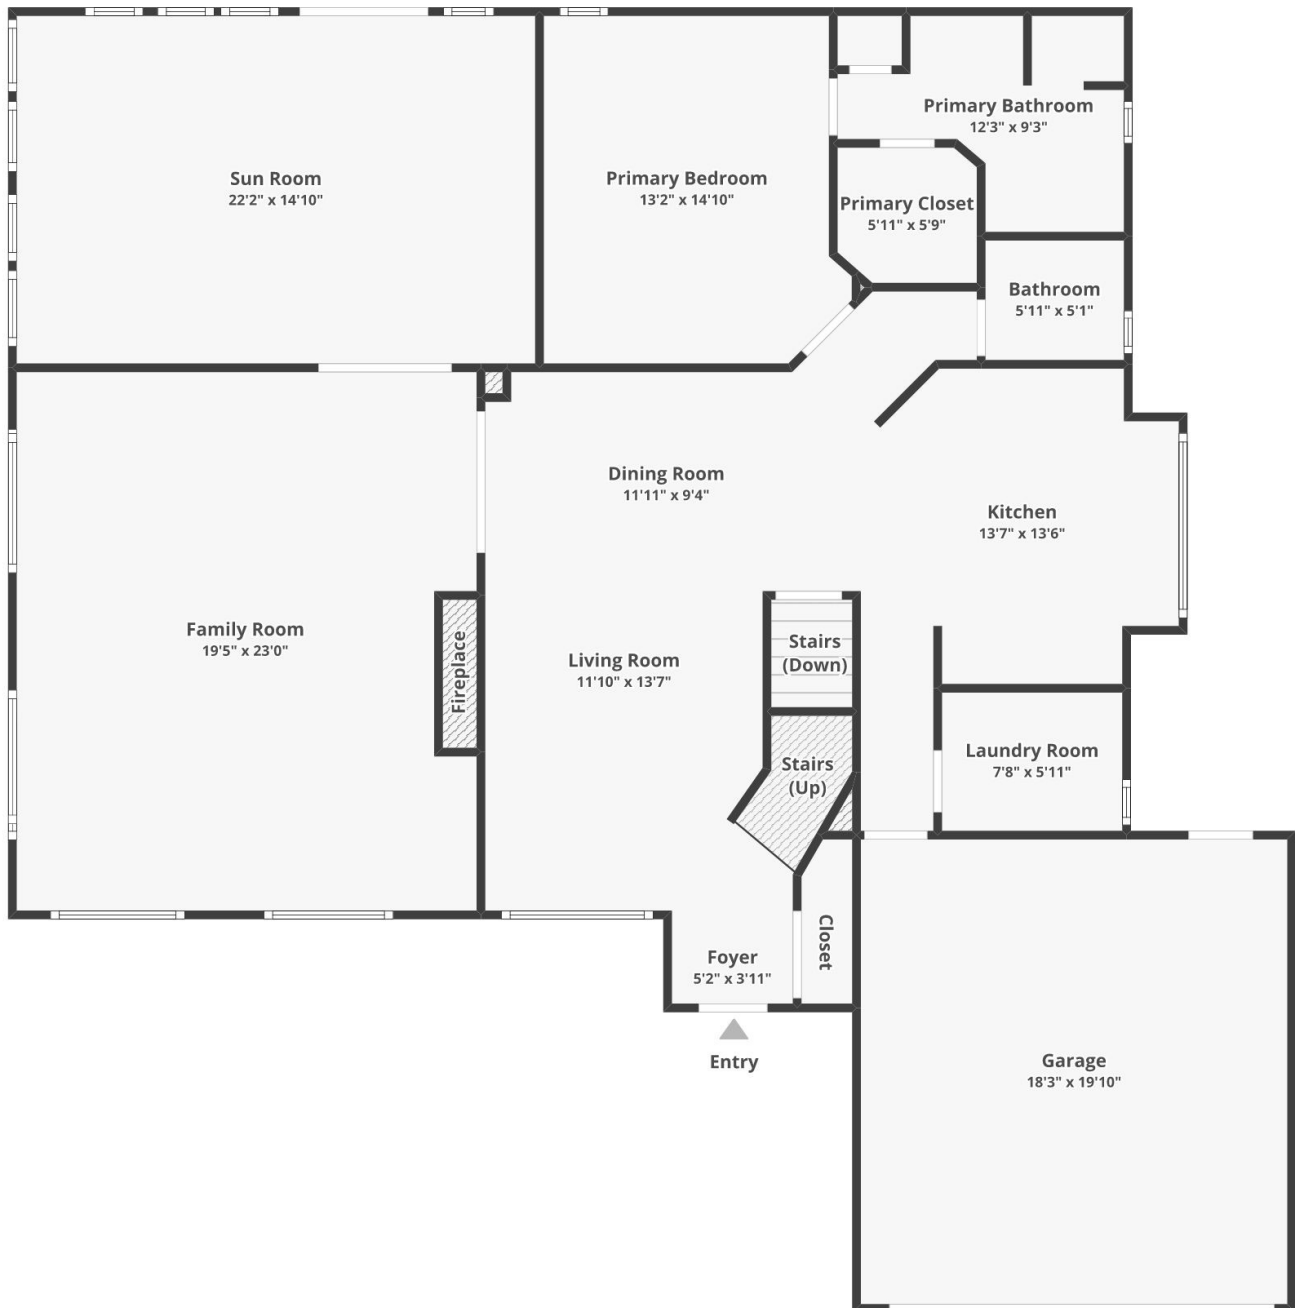 Primary Bathroom
12'3" x 9'3"
Sun Room
22'2" x 14'10"
Primary Bedroom
13'2" x 14'10"
Primary Closet
5'11" x 5'9"
Bathroom
5'11" x 5'1"
Dining Room
11'11" x 9'4"
Kitchen
13'7" x 13'6"
Family Room
19'5" x 23'0"
Fireplace
Living Room
11'10" x 13'7"
Stairs
(Down)
Stairs
(Up)
Laundry Room
7'8" x 5'11"
Closet
Foyer
5'2" x 3'11"
Entry
Garage
18'3" x 19'10"